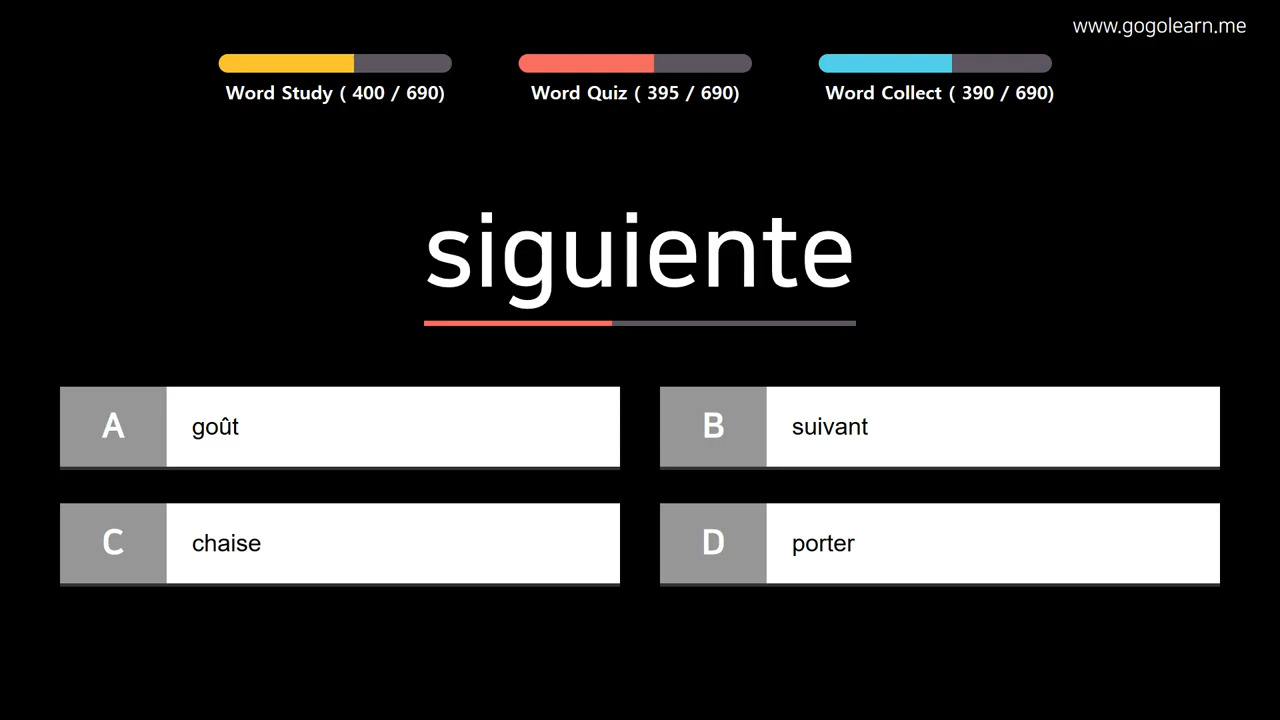 www.gogolearn.me
Word Study ( 400 / 690)
Word Quiz ( 395 / 690)
Word Collect ( 390 / 690)
siguiente
A goût
B suivant
C chaise
D porter